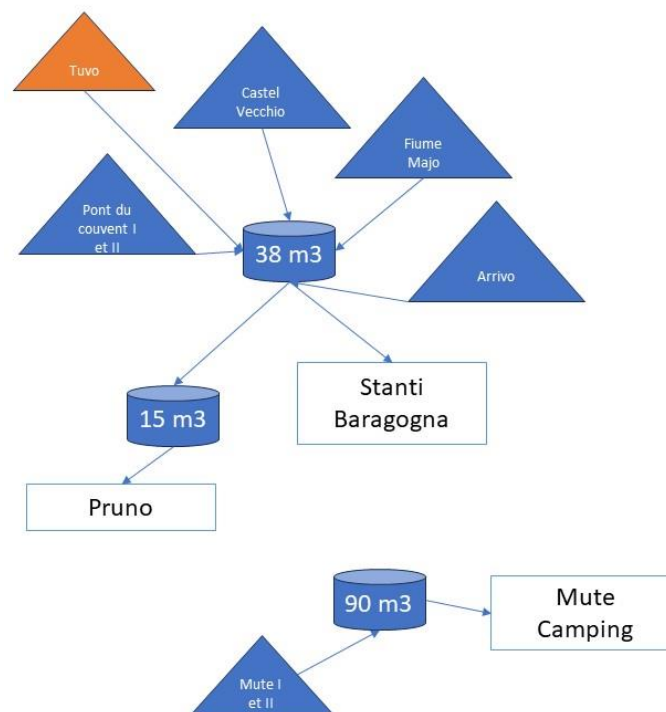 Tuvo
Castel
Vecchio
Fiume
Majo
Pont du
couvent I
et II
38 m3
Arrivo
Stanti
Baragogna
15 m3
Pruno
90 m3
Mute
Camping
Mute I
et II